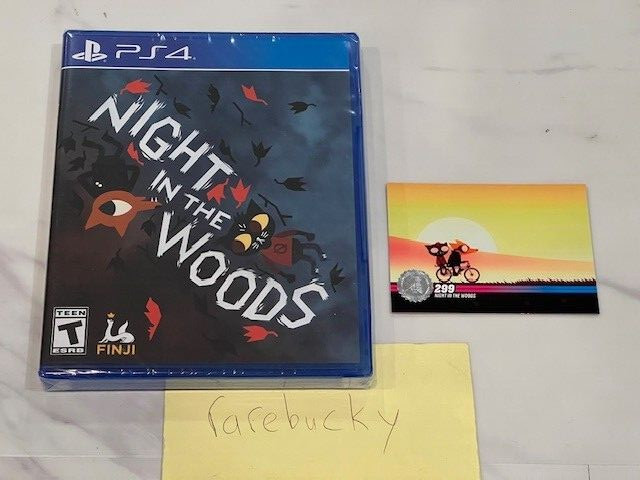 PS4
NIGHT
IN THE
WOODS
TEEN
T
ESRB
FINJI
299
NIGHT IN THE WOODS
rarebucky